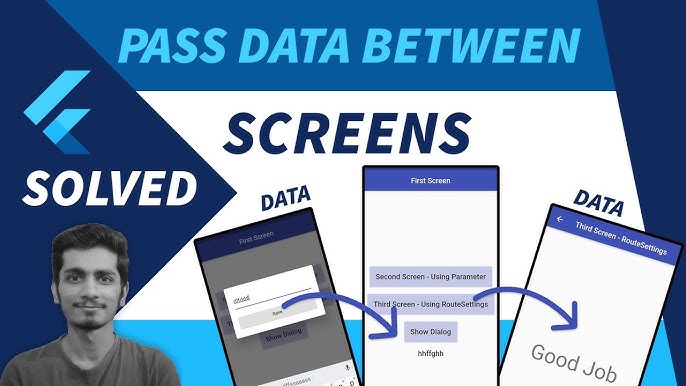 PASS DATA BETWEEN
SCREENS
SOLVED
DATA
DATA
First Screen
Save
Show Dialog
First Screen
Second Screen - Using Parameter
Third Screen - Using RouteSettings
Show Dialog
hhffghh
Third Screen - RouteSettings
Good Job